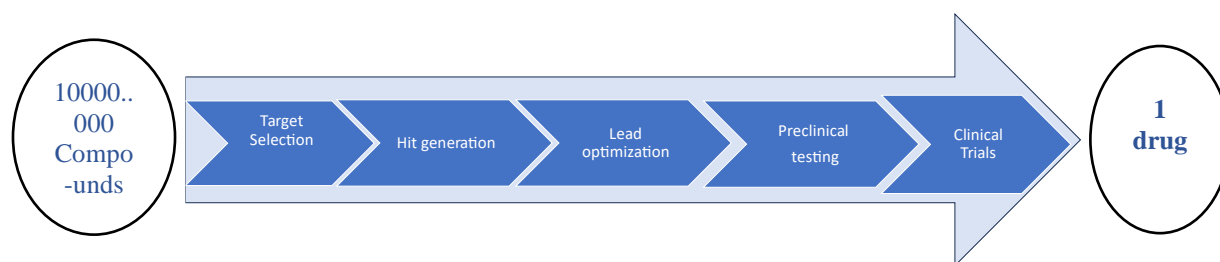 10000..
000
Compo
-unds
Target
Selection
Hit generation
Lead
optimization
Preclinical
testing
Clinical
Trials
1
drug